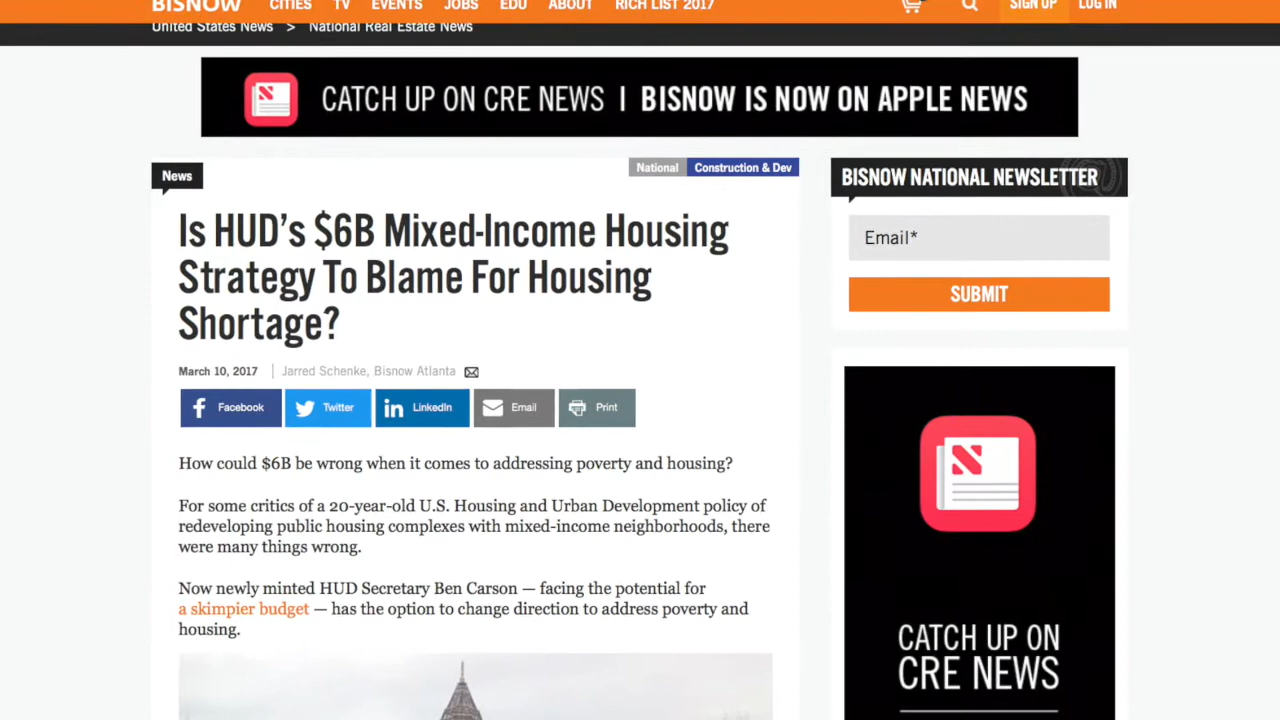 BISNOW CITIES TV EVENTS JOBS EDU ABOUT RICH LIST 2017 SIGN UP LOG IN
United States News > National Real Estate News
CATCH UP ON CRE NEWS | BISNOW IS NOW ON APPLE NEWS
News
National Construction & Dev
Is HUD's $6B Mixed-Income Housing
Strategy To Blame For Housing
Shortage?
March 10, 2017 | Jarred Schenke, Bisnow Atlanta
Facebook Twitter LinkedIn Email Print
How could $6B be wrong when it comes to addressing poverty and housing?
For some critics of a 20-year-old U.S. Housing and Urban Development policy of
redeveloping public housing complexes with mixed-income neighborhoods, there
were many things wrong.
Now newly minted HUD Secretary Ben Carson — facing the potential for
a skimpier budget — has the option to change direction to address poverty and
housing.
BISNOW NATIONAL NEWSLETTER
Email*
SUBMIT
CATCH UP ON
CRE NEWS